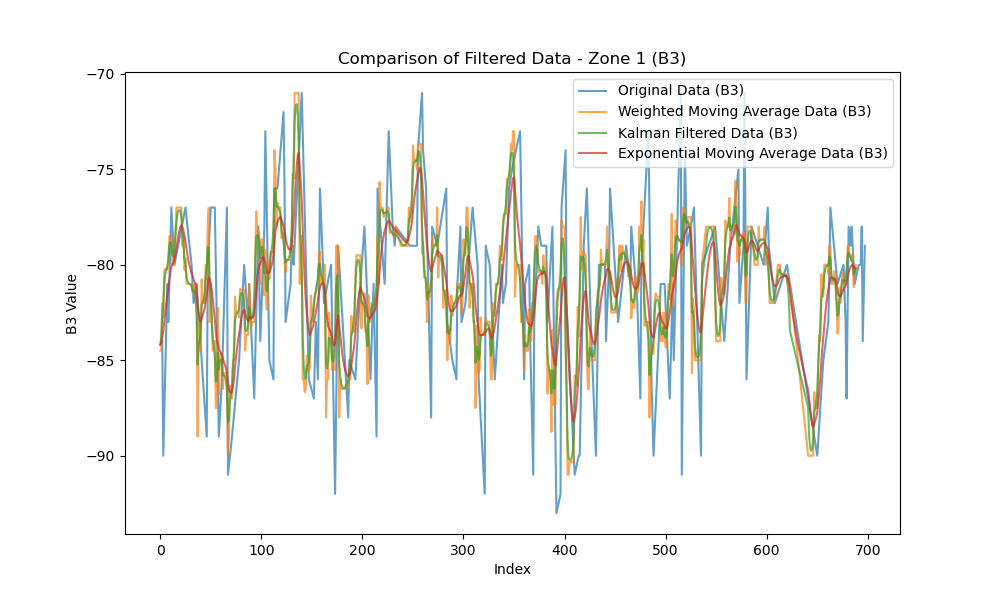 Comparison of Filtered Data - Zone 1 (B3)
Original Data (B3)
Weighted Moving Average Data (B3)
Kalman Filtered Data (B3)
Exponential Moving Average Data (B3)
B3 Value
−70
−75
−80
−85
−90
0 100 200 300 400 500 600 700
Index